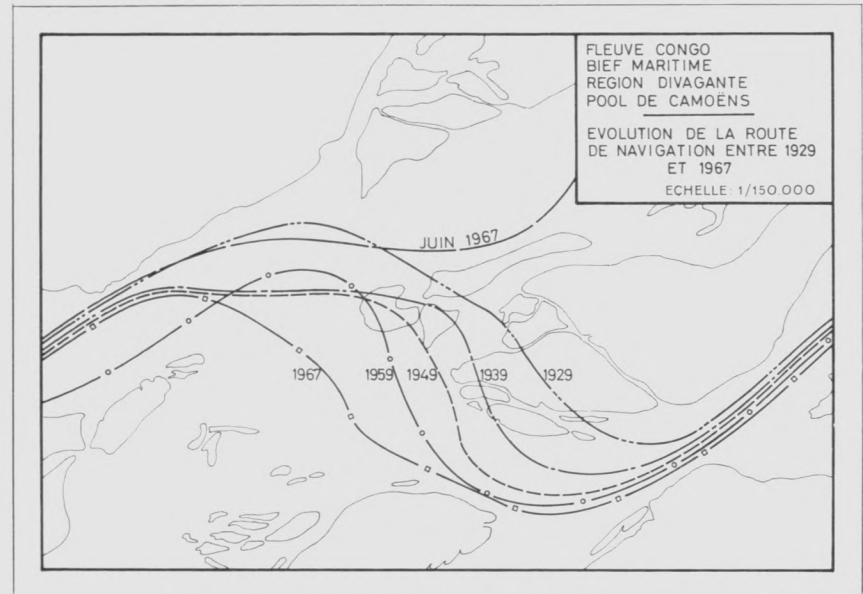 FLEUVE CONGO
BIEF MARITIME
REGION DIVAGANTE
POOL DE CAMOËNS
EVOLUTION DE LA ROUTE
DE NAVIGATION ENTRE 1929
ET 1967
ECHELLE: 1/150.000
JUIN 1967
1967
1959
1949
1939
1929